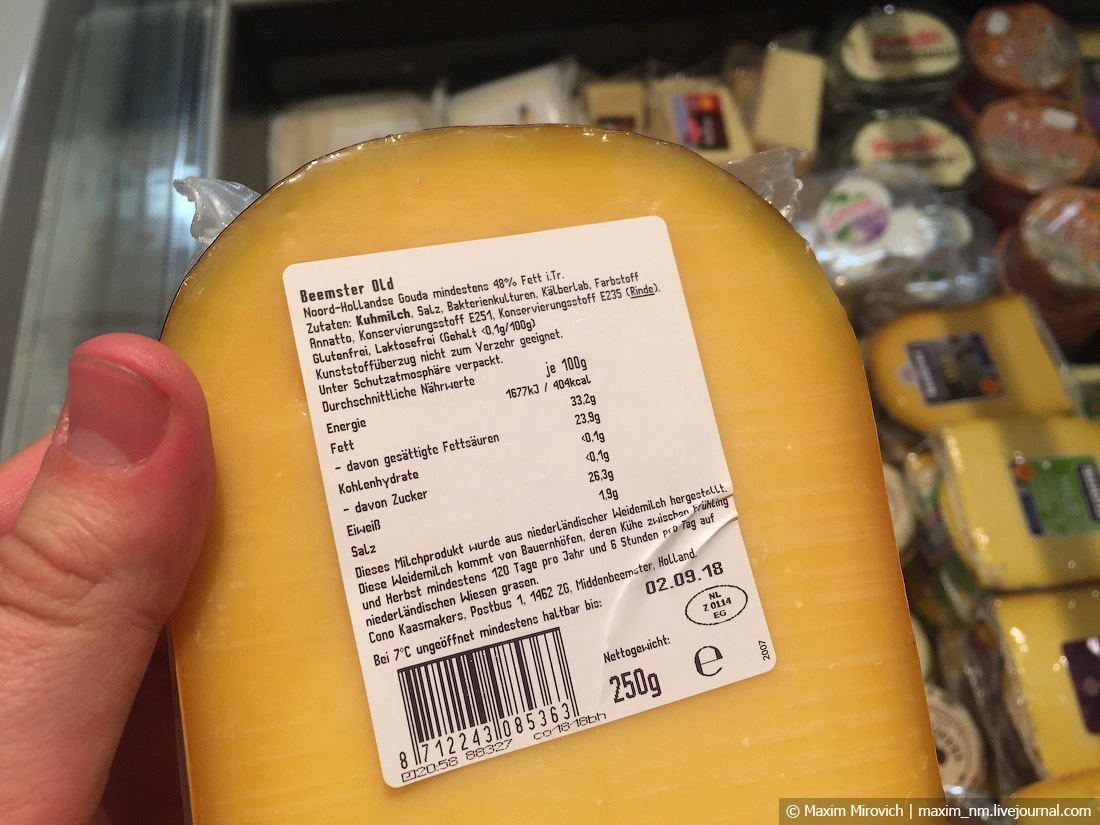 Beemster Old
Noord-Hollandse Gouda mindestens 48% Fett i.Tr.
Zutaten: Kuhmilch, Salz, Bakterienkulturen, Kälberlab, Farbstoff
Annatto, Konservierungsstoff E251, Konservierungsstoff E235 (Rinde).
Glutenfrei, Laktosefrei (Gehalt <0,1g/100g)
Kunststoffüberzug nicht zum Verzehr geeignet.
Unter Schutzatmosphäre verpackt.
Durchschnittliche Nährwerte je 100g
Energie 1677kJ / 404kcal
Fett 33,2g
- davon gesättigte Fettsäuren 23,9g
Kohlenhydrate <0,1g
- davon Zucker <0,1g
Eiweiß 26,3g
Salz 1,9g
Dieses Milchprodukt wurde aus niederländischer Weidemilch hergestellt.
Diese Weidemilch kommt von Bauernhöfen, deren Kühe zwischen Frühling
und Herbst mindestens 120 Tage pro Jahr und 6 Stunden pro Tag auf
niederländischen Wiesen grasen.
Cono Kaasmakers, Postbus 1, 1462 ZG, Middenbeemster, Holland.
Bei 7°C ungeöffnet mindestens haltbar bis: 02.09.18
NL
Z 0114
EG
Nettogewicht:
250g e
2007
8 712243 085363
20:58 88327
© Maxim Mirovich | maxim_nm.livejournal.com